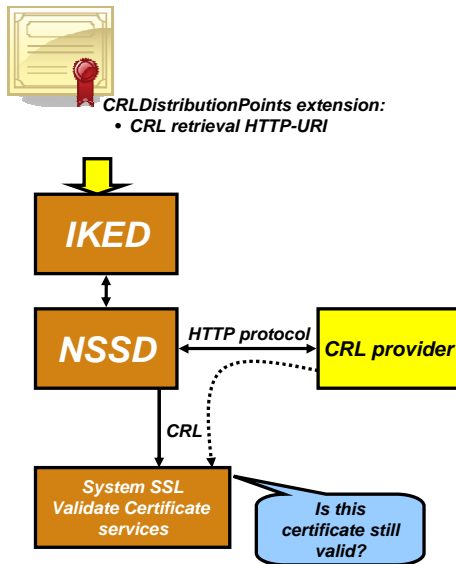 CRLDistributionPoints extension:
• CRL retrieval HTTP-URI
IKED
NSSD
HTTP protocol
CRL provider
CRL
System SSL
Validate Certificate
services
Is this
certificate still
valid?